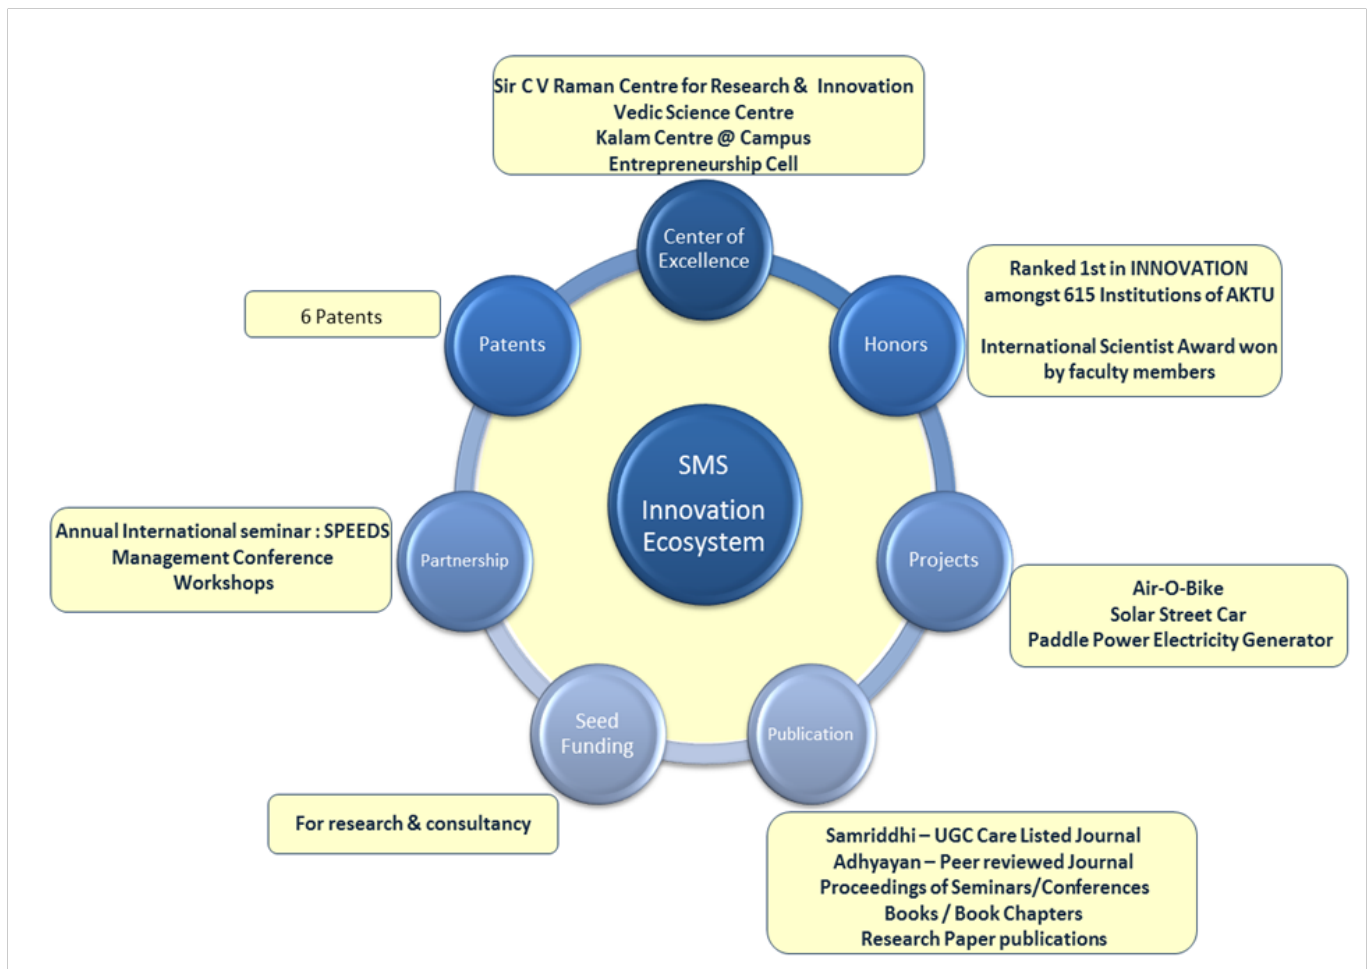 Sir C V Raman Centre for Research & Innovation
Vedic Science Centre
Kalam Centre @ Campus
Entrepreneurship Cell
Center of
Excellence
Ranked 1st in INNOVATION
amongst 615 Institutions of AKTU
International Scientist Award won
by faculty members
Honors
6 Patents
Patents
SMS
Innovation
Ecosystem
Annual International seminar : SPEEDS
Management Conference
Workshops
Partnership
Projects
Air-O-Bike
Solar Street Car
Paddle Power Electricity Generator
Seed
Funding
For research & consultancy
Publication
Samriddhi – UGC Care Listed Journal
Adhyayan – Peer reviewed Journal
Proceedings of Seminars/Conferences
Books / Book Chapters
Research Paper publications